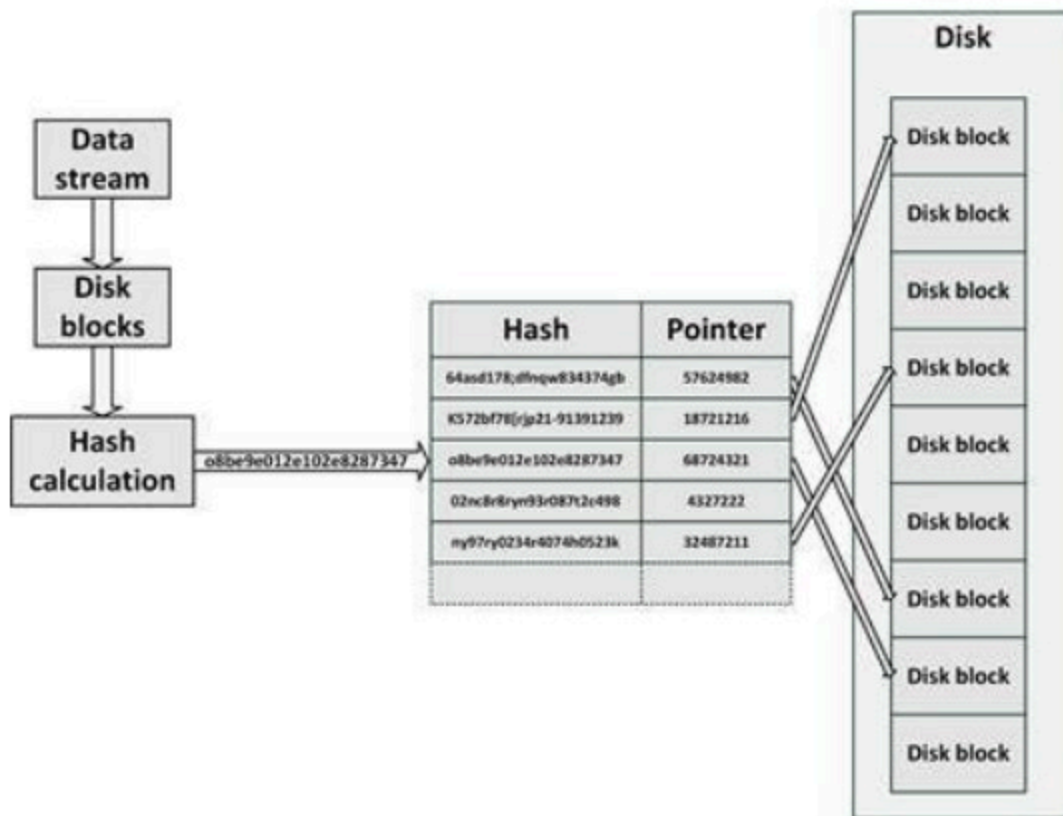 Disk
Data
stream
Disk
blocks
Hash
calculation
o8be9e012e102e8287347
Hash Pointer
64asd178;dfnqw834374gb 57624982
K572bf78[rjp21-91391239 18721216
o8be9e012e102e8287347 68724321
02nc8r8ryn93r087t2c498 4327222
ny97ry0234r4074h0523k 32487211
Disk block
Disk block
Disk block
Disk block
Disk block
Disk block
Disk block
Disk block
Disk block